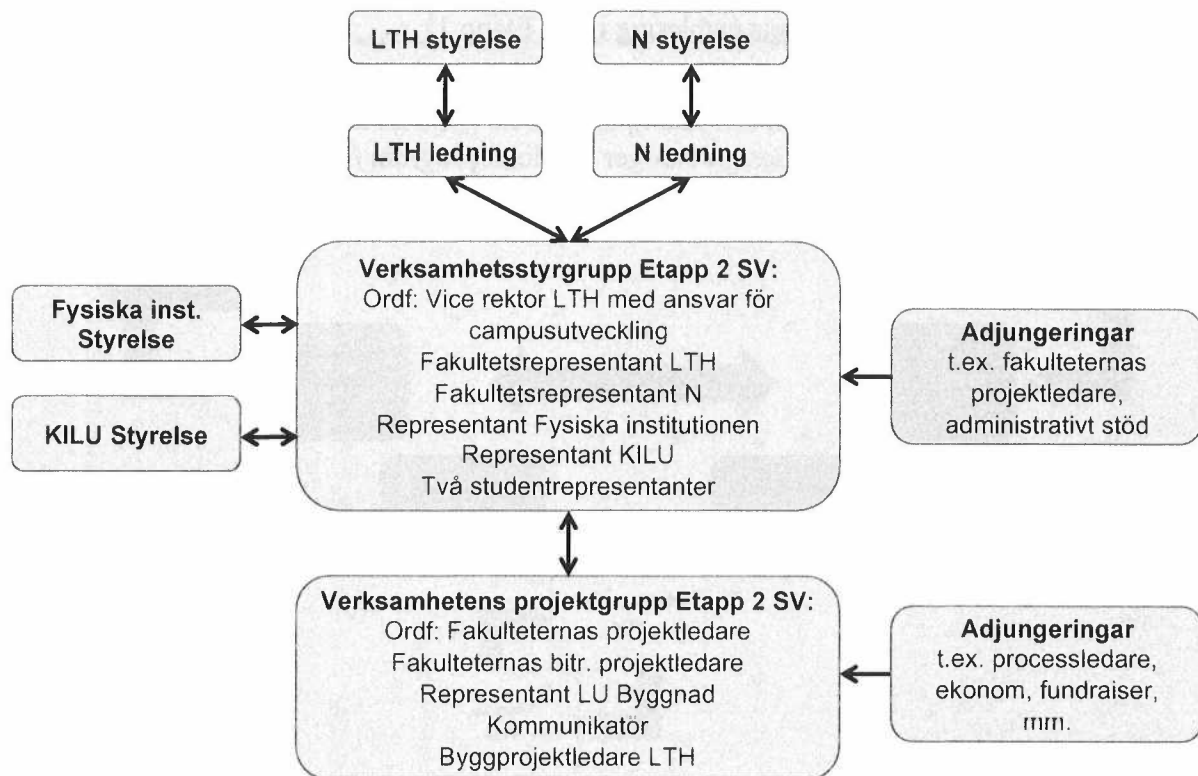 LTH styrelse
N styrelse
LTH ledning
N ledning
Verksamhetsstyrgrupp Etapp 2 SV:
Ordf: Vice rektor LTH med ansvar för
campusutveckling
Fakultetsrepresentant LTH
Fakultetsrepresentant N
Representant Fysiska institutionen
Representant KILU
Två studentrepresentanter
Fysiska inst.
Styrelse
KILU Styrelse
Adjungeringar
t.ex. fakulteternas
projektledare,
administrativt stöd
Verksamhetens projektgrupp Etapp 2 SV:
Ordf: Fakulteternas projektledare
Fakulteternas bitr. projektledare
Representant LU Byggnad
Kommunikatör
Byggprojektledare LTH
Adjungeringar
t.ex. processledare,
ekonom, fundraiser,
mm.